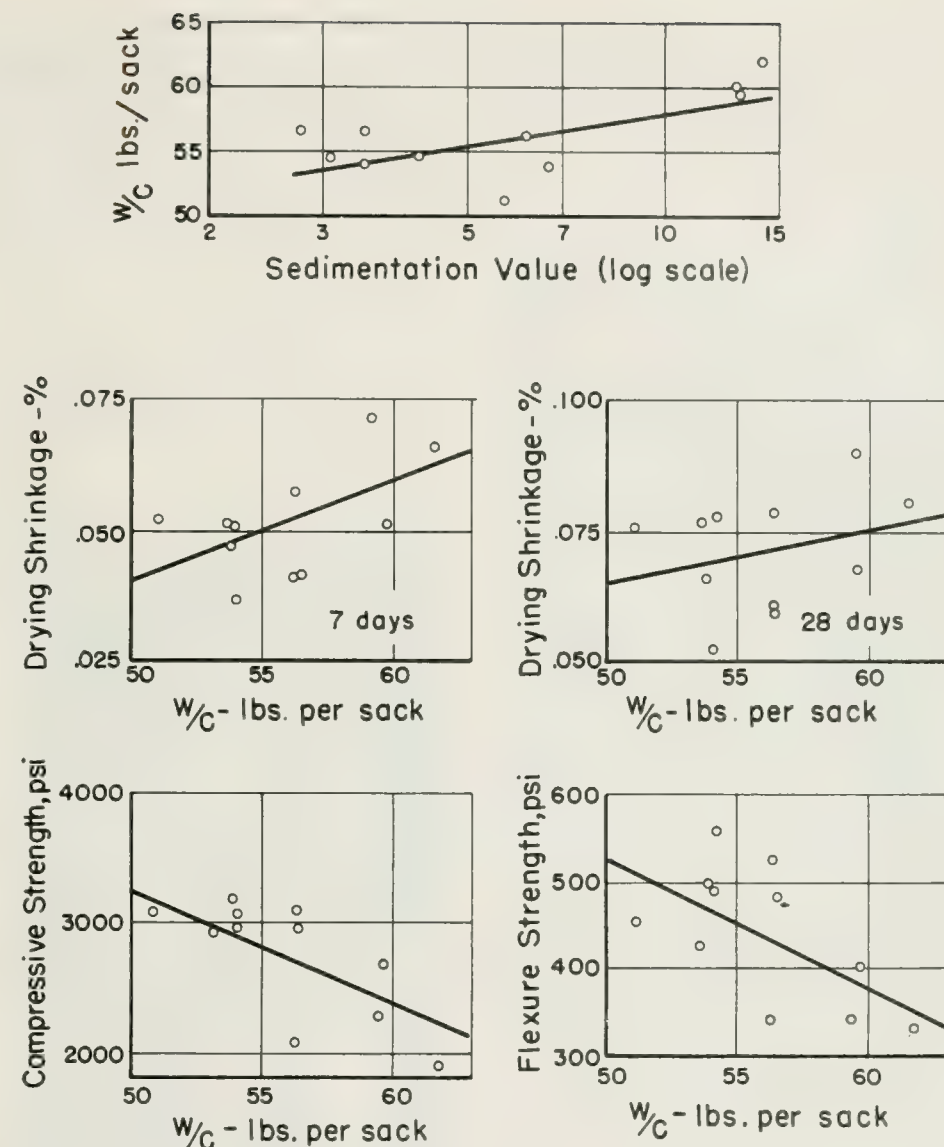 W/C lbs./sack
65
60
55
50
2 3 5 7 10 15
Sedimentation Value (log scale)
Drying Shrinkage-%
.075
.050
.025
7 days
50 55 60
W/C - lbs. per sack
Drying Shrinkage-%
.100
.075
.050
28 days
50 55 60
W/C - lbs. per sack
Compressive Strength,psi
4000
3000
2000
50 55 60
W/C - lbs. per sack
Flexure Strength,psi
600
500
400
300
50 55 60
W/C - lbs. per sack